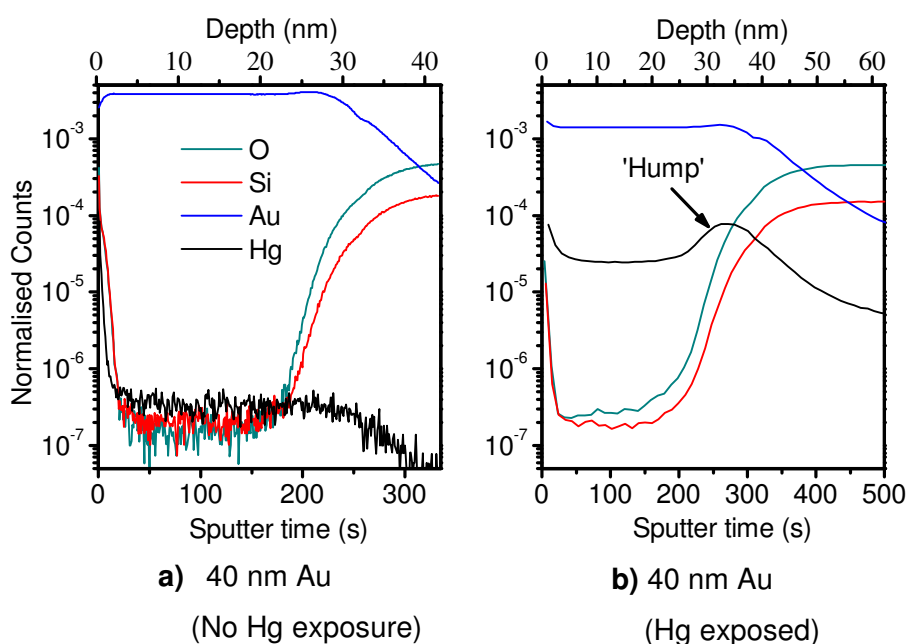 Depth (nm)
0 10 20 30 40
10⁻³
10⁻⁴
10⁻⁵
10⁻⁶
10⁻⁷
Normalised Counts
O
Si
Au
Hg
0 100 200 300
Sputter time (s)
a) 40 nm Au
(No Hg exposure)
Depth (nm)
0 10 20 30 40 50 60
10⁻³
10⁻⁴
10⁻⁵
10⁻⁶
10⁻⁷
'Hump'
0 100 200 300 400 500
Sputter time (s)
b) 40 nm Au
(Hg exposed)